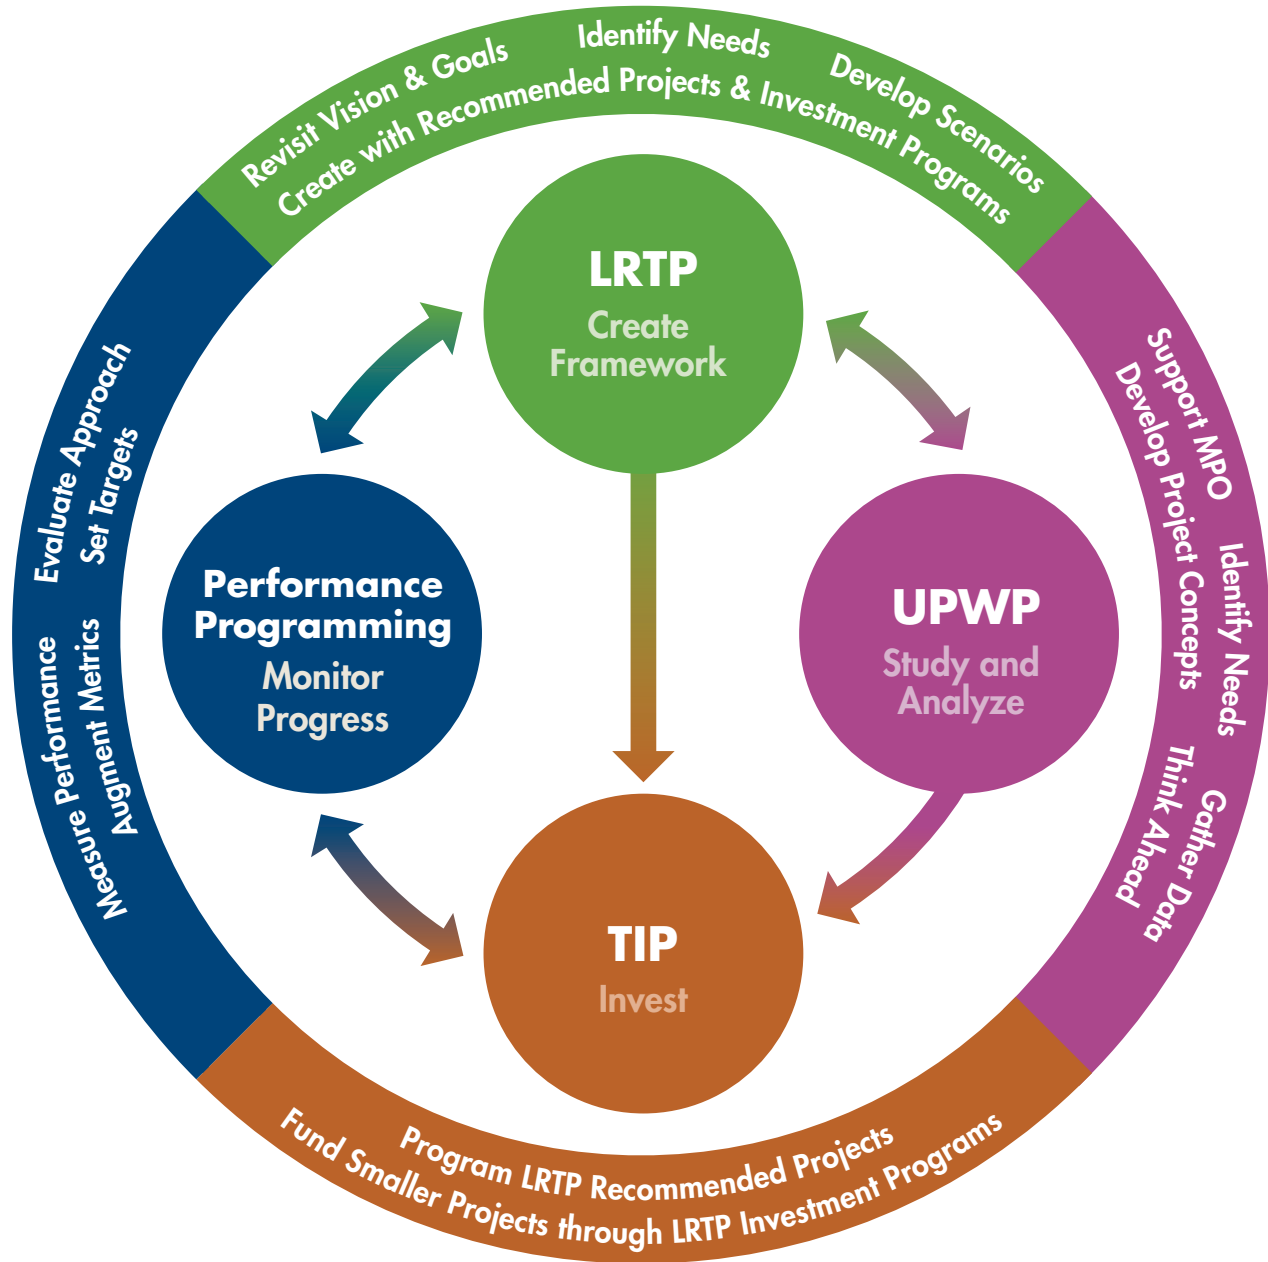 Revisit Vision & Goals
Identify Needs
Develop Scenarios
Create with Recommended Projects & Investment Programs
LRTP
Create
Framework
Evaluate Approach
Set Targets
Measure Performance
Augment Metrics
Performance
Programming
Monitor
Progress
UPWP
Study and
Analyze
Support MPO
Identify Needs
Gather Data
Develop Project Concepts
Think Ahead
TIP
Invest
Program LRTP Recommended Projects
Fund Smaller Projects through LRTP Investment Programs